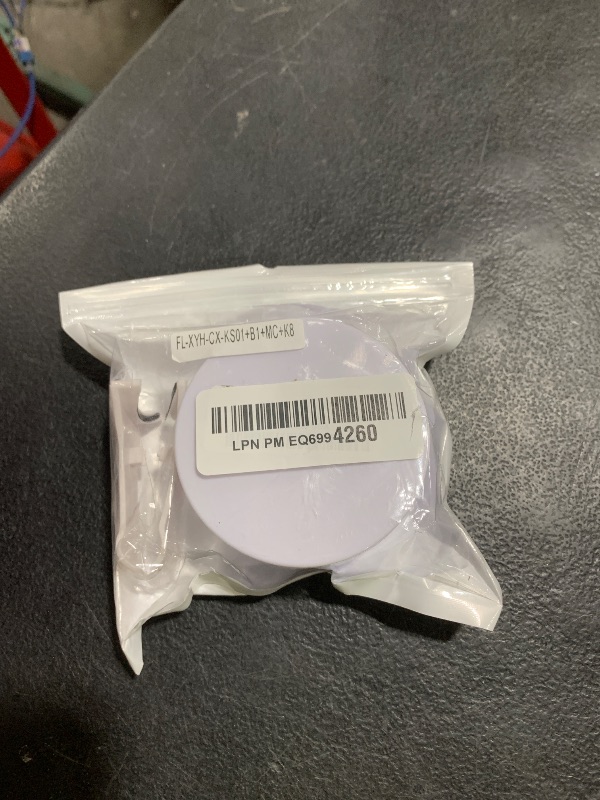 FL-XYH-CX-KS01+B1+MC+K8
LPN PM EQ6994260